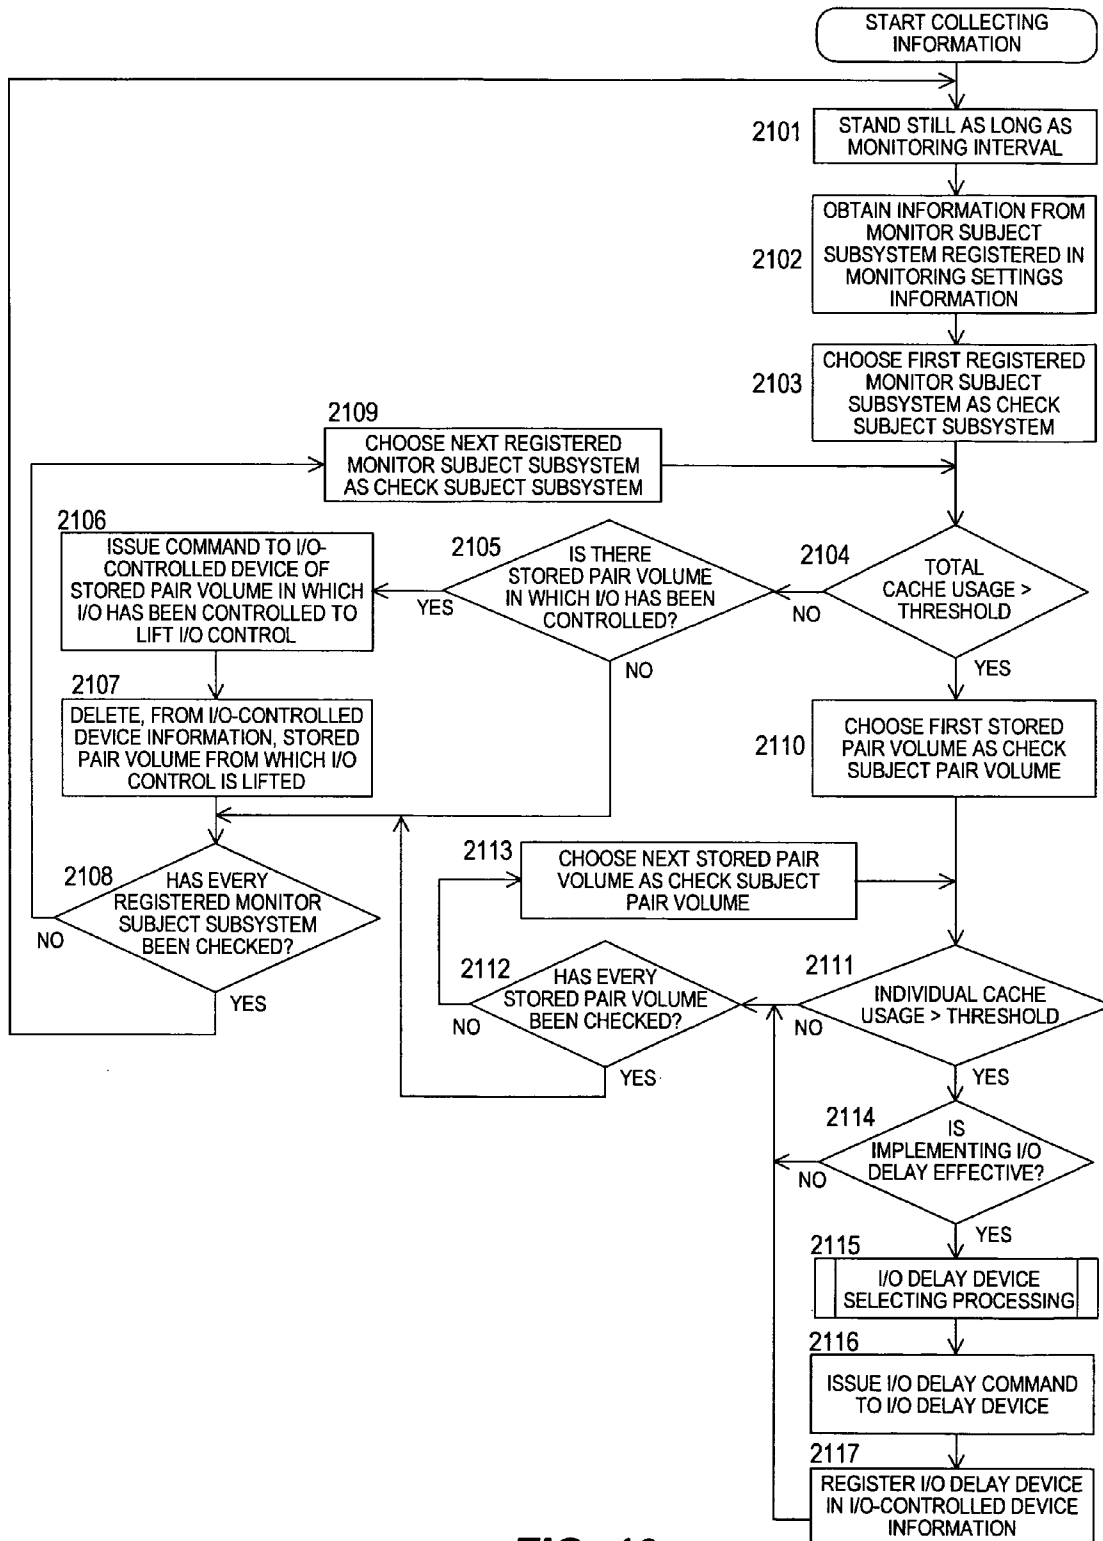 START COLLECTING
INFORMATION
2101
STAND STILL AS LONG AS
MONITORING INTERVAL
2102
OBTAIN INFORMATION FROM
MONITOR SUBJECT
SUBSYSTEM REGISTERED IN
MONITORING SETTINGS
INFORMATION
2103
CHOOSE FIRST REGISTERED
MONITOR SUBJECT
SUBSYSTEM AS CHECK
SUBJECT SUBSYSTEM
2109
CHOOSE NEXT REGISTERED
MONITOR SUBJECT SUBSYSTEM
AS CHECK SUBJECT SUBSYSTEM
2104
TOTAL
CACHE USAGE >
THRESHOLD
NO
YES
2105
IS THERE
STORED PAIR VOLUME
IN WHICH I/O HAS BEEN
CONTROLLED?
YES
NO
2106
ISSUE COMMAND TO I/O-
CONTROLLED DEVICE OF
STORED PAIR VOLUME IN WHICH
I/O HAS BEEN CONTROLLED TO
LIFT I/O CONTROL
2107
DELETE, FROM I/O-CONTROLLED
DEVICE INFORMATION, STORED
PAIR VOLUME FROM WHICH I/O
CONTROL IS LIFTED
2108
HAS EVERY
REGISTERED MONITOR
SUBJECT SUBSYSTEM
BEEN CHECKED?
NO
YES
2110
CHOOSE FIRST STORED
PAIR VOLUME AS CHECK
SUBJECT PAIR VOLUME
2113
CHOOSE NEXT STORED PAIR
VOLUME AS CHECK SUBJECT
PAIR VOLUME
2111
INDIVIDUAL CACHE
USAGE > THRESHOLD
NO
YES
2112
HAS EVERY
STORED PAIR VOLUME
BEEN CHECKED?
NO
YES
2114
IS
IMPLEMENTING I/O
DELAY EFFECTIVE?
NO
YES
2115
I/O DELAY DEVICE
SELECTING PROCESSING
2116
ISSUE I/O DELAY COMMAND
TO I/O DELAY DEVICE
2117
REGISTER I/O DELAY DEVICE
IN I/O-CONTROLLED DEVICE
INFORMATION